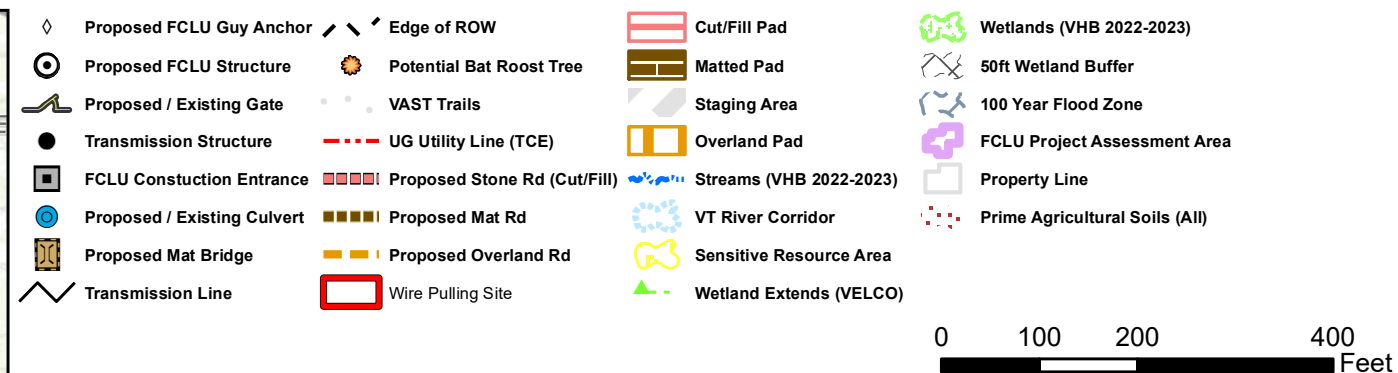 Proposed FCLU Guy Anchor
Proposed FCLU Structure
Proposed / Existing Gate
Transmission Structure
FCLU Constuction Entrance
Proposed / Existing Culvert
Proposed Mat Bridge
Transmission Line
Edge of ROW
Potential Bat Roost Tree
VAST Trails
UG Utility Line (TCE)
Proposed Stone Rd (Cut/Fill)
Proposed Mat Rd
Proposed Overland Rd
Wire Pulling Site
Cut/Fill Pad
Matted Pad
Staging Area
Overland Pad
Streams (VHB 2022-2023)
VT River Corridor
Sensitive Resource Area
Wetland Extends (VELCO)
Wetlands (VHB 2022-2023)
50ft Wetland Buffer
100 Year Flood Zone
FCLU Project Assessment Area
Property Line
Prime Agricultural Soils (All)
0 100 200 400
Feet